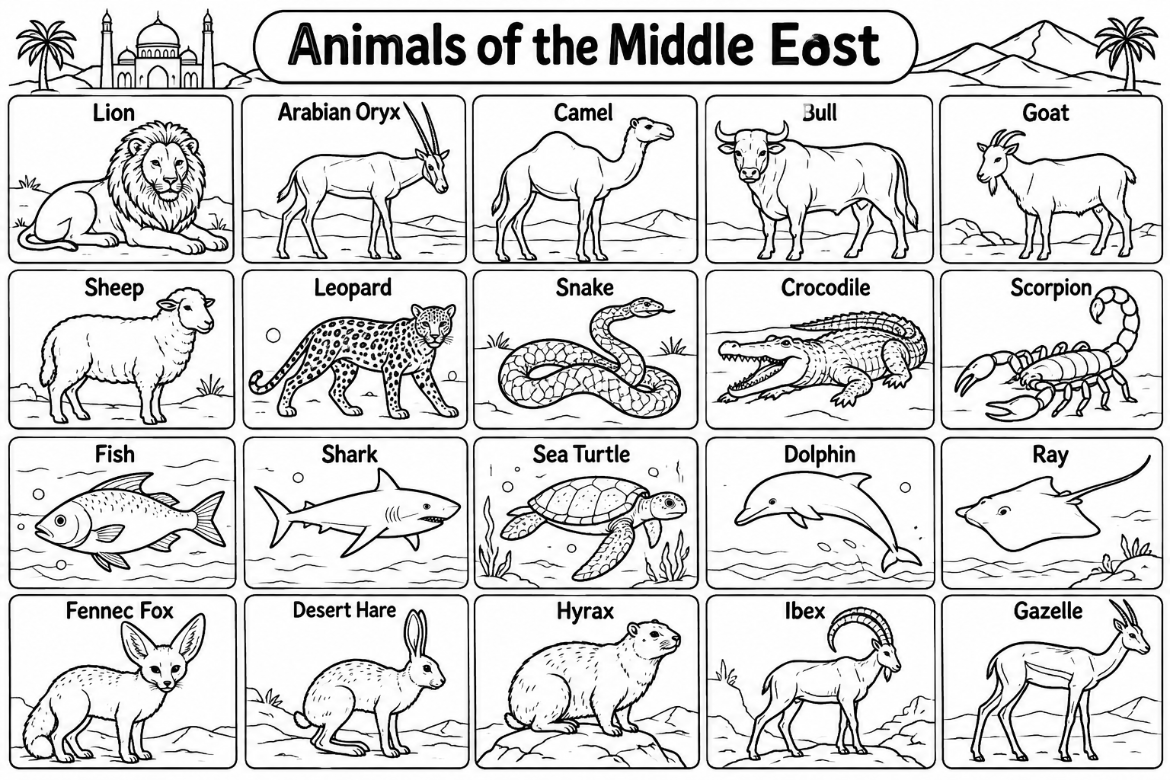 Animals of the Middle East
Lion
Arabian Oryx
Camel
Bull
Goat
Sheep
Leopard
Snake
Crocodile
Scorpion
Fish
Shark
Sea Turtle
Dolphin
Ray
Fennec Fox
Desert Hare
Hyrax
Ibex
Gazelle